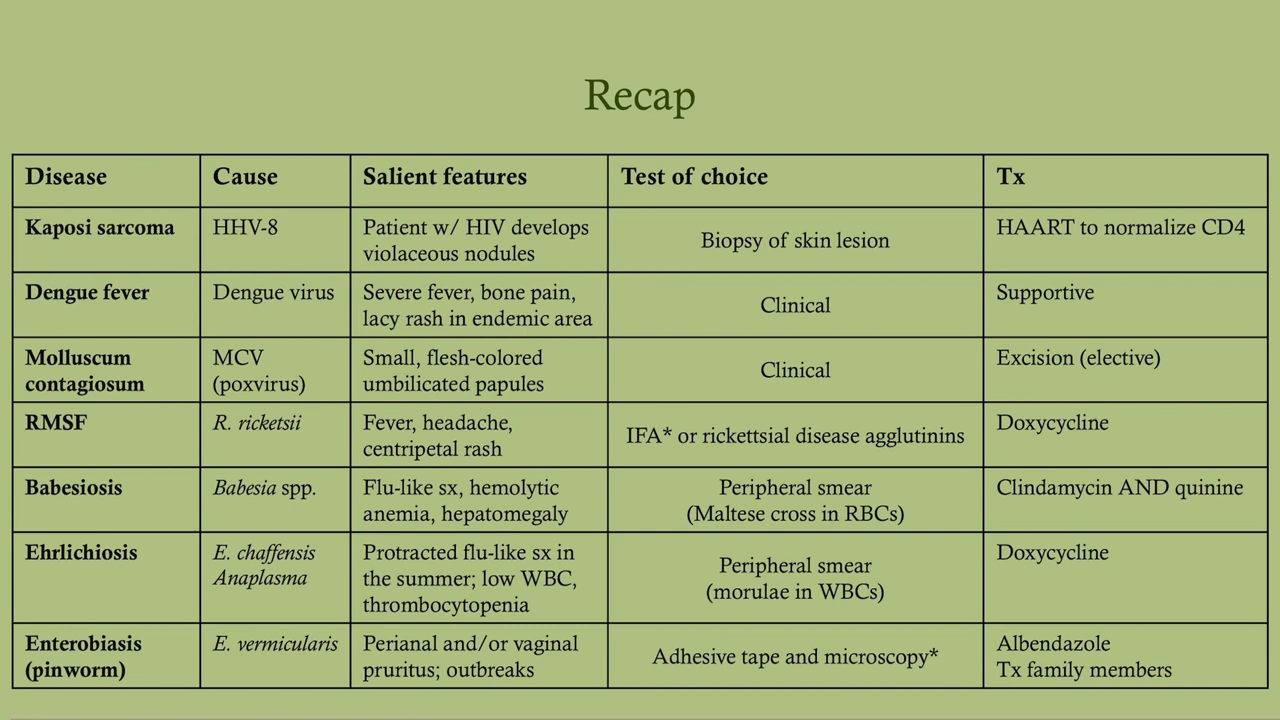 Recap
Disease
Cause
Salient features
Test of choice
Tx
Kaposi sarcoma
HHV-8
Patient w/ HIV develops
violaceous nodules
Biopsy of skin lesion
HAART to normalize CD4
Dengue fever
Dengue virus
Severe fever, bone pain,
lacy rash in endemic area
Clinical
Supportive
Molluscum
contagiosum
MCV
(poxvirus)
Small, flesh-colored
umbilicated papules
Clinical
Excision (elective)
RMSF
R. ricketsii
Fever, headache,
centripetal rash
IFA* or rickettsial disease agglutinins
Doxycycline
Babesiosis
Babesia spp.
Flu-like sx, hemolytic
anemia, hepatomegaly
Peripheral smear
(Maltese cross in RBCs)
Clindamycin AND quinine
Ehrlichiosis
E. chaffensis
Anaplasma
Protracted flu-like sx in
the summer; low WBC,
thrombocytopenia
Peripheral smear
(morulae in WBCs)
Doxycycline
Enterobiasis
(pinworm)
E. vermicularis
Perianal and/or vaginal
pruritus; outbreaks
Adhesive tape and microscopy*
Albendazole
Tx family members